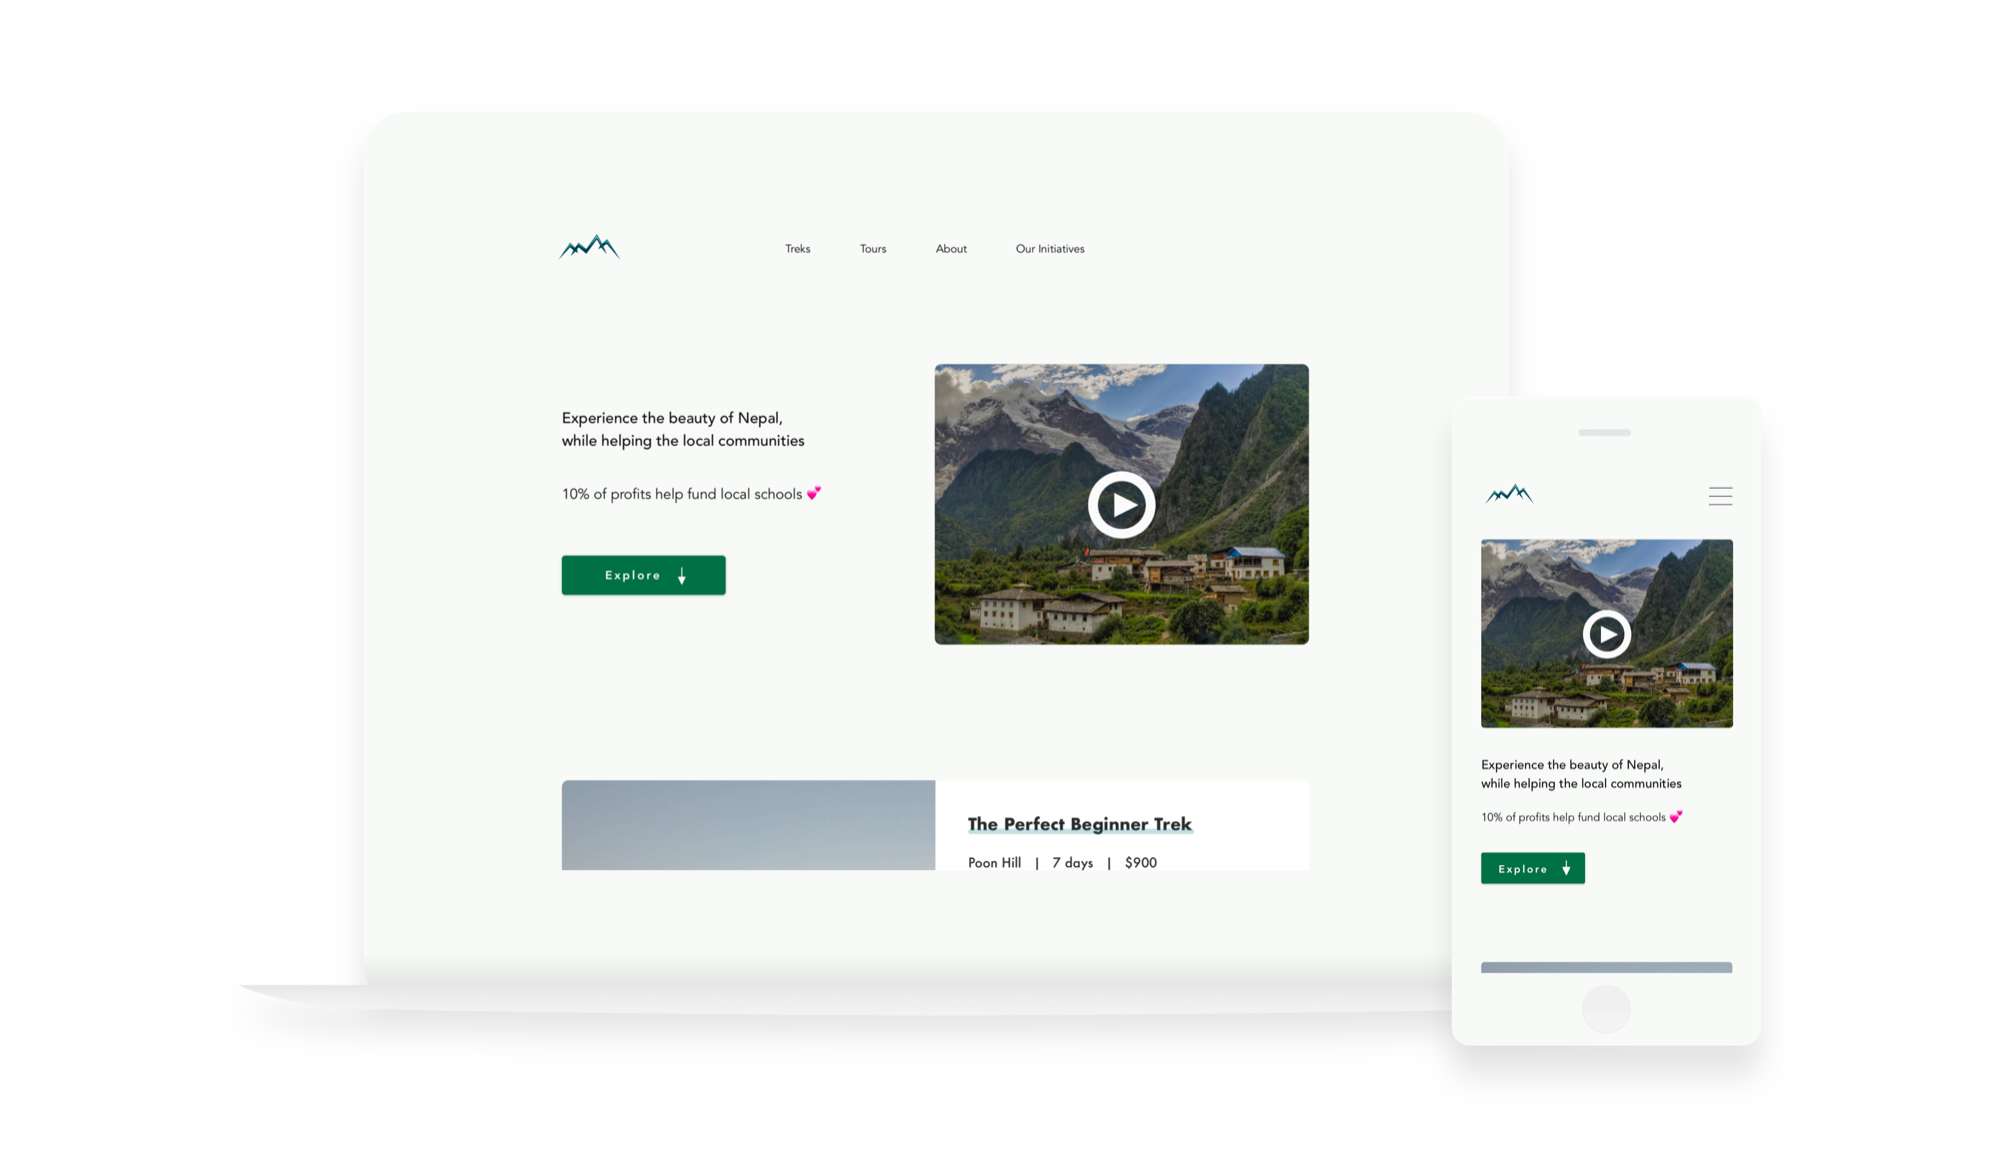 Treks Tours About Our Initiatives
Experience the beauty of Nepal,
while helping the local communities
10% of profits help fund local schools 💕
Explore
The Perfect Beginner Trek
Poon Hill | 7 days | $900
Experience the beauty of Nepal,
while helping the local communities
10% of profits help fund local schools 💕
Explore